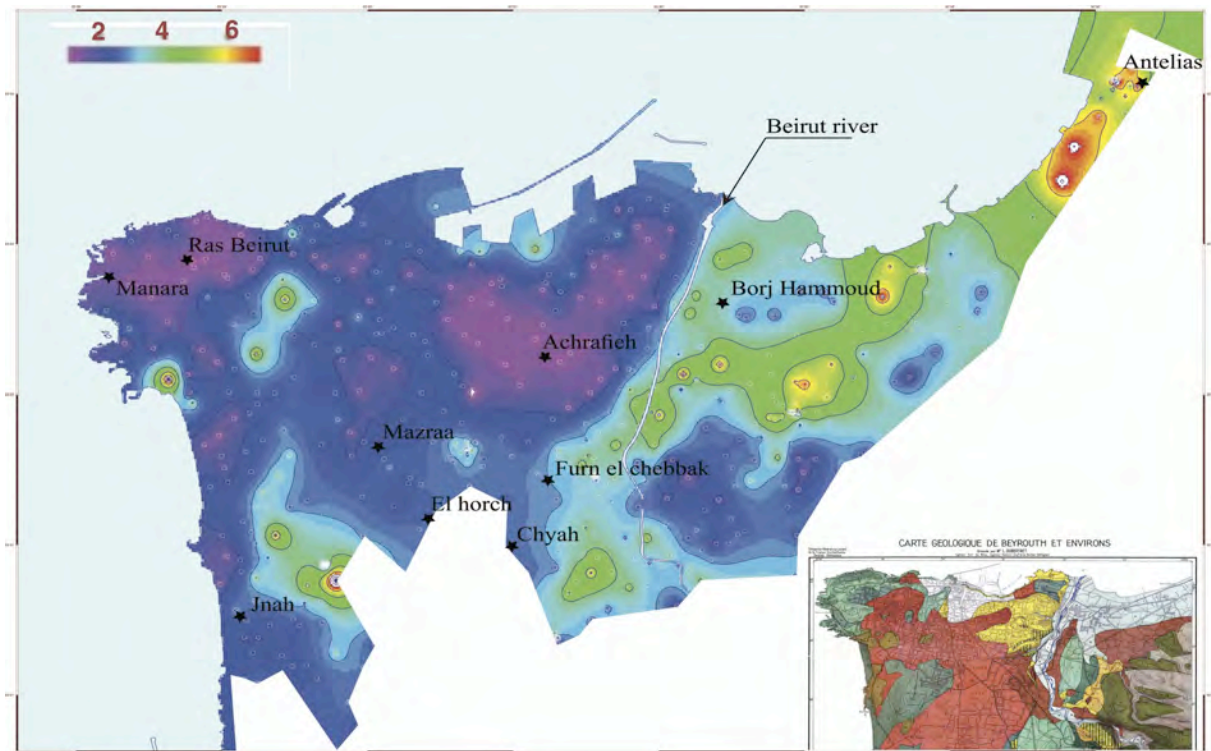 2 4 6
Antelias
Beirut river
Ras Beirut
Manara
Borj Hammoud
Achrafieh
Mazraa
Furn el chebbak
El horch
Chyah
Jnah
CARTE GEOLOGIQUE DE BEYROUTH ET ENVIRONS